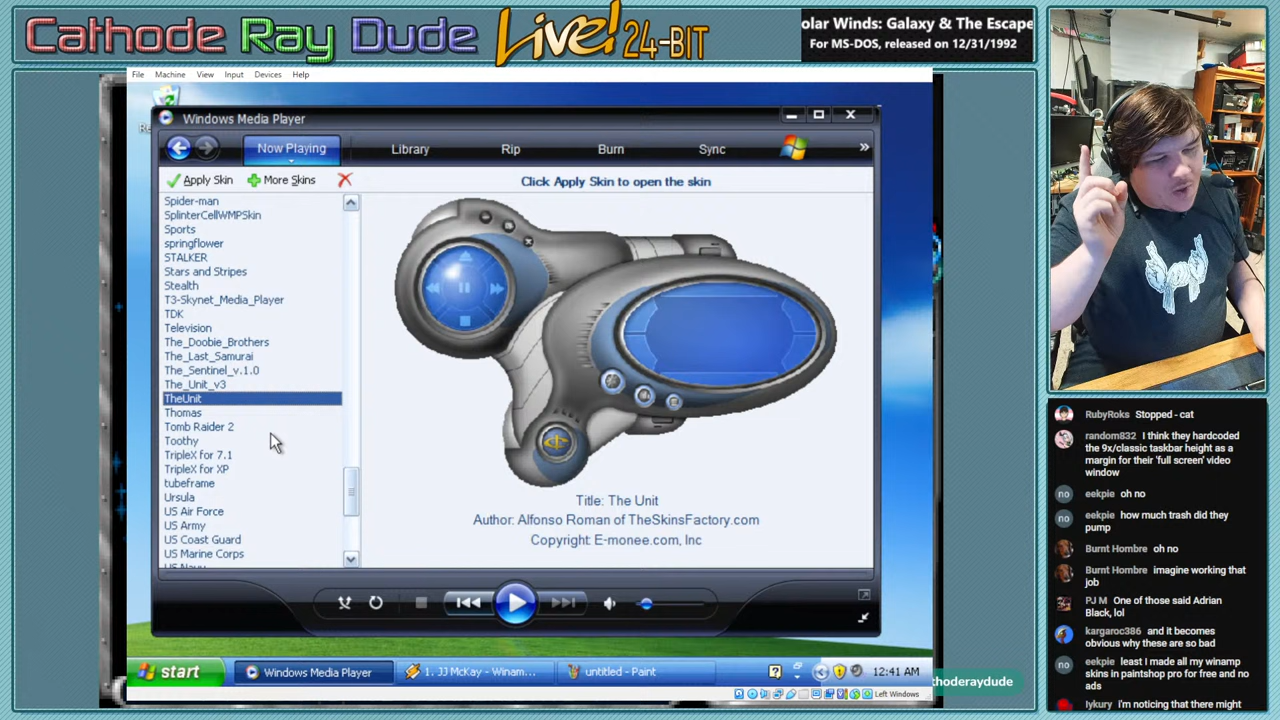 Cathode Ray Dude Live! 24-BIT
olar Winds: Galaxy & The Escape
For MS-DOS, released on 12/31/1992
File Machine View Input Devices Help
Windows Media Player
Now Playing Library Rip Burn Sync
Apply Skin More Skins
Click Apply Skin to open the skin
Spider-man
SplinterCellWMPSkin
Sports
springflower
STALKER
Stars and Stripes
Stealth
T3-Skynet_Media_Player
TDK
Television
The_Doobie_Brothers
The_Last_Samurai
The_Sentinel_v.1.0
The_Unit_v3
TheUnit
Thomas
Tomb Raider 2
Toothy
TripleX for 7.1
TripleX for XP
tubeframe
Ursula
US Air Force
US Army
US Coast Guard
US Marine Corps
US Navy
Title: The Unit
Author: Alfonso Roman of TheSkinsFactory.com
Copyright: E-monee.com, Inc
start Windows Media Player 1. JJ McKay - Winam... untitled - Paint 12:41 AM
Left Windows
thoderaydude
RubyRoks Stopped - cat
random832 I think they hardcoded
the 9x/classic taskbar height as a
margin for their 'full screen' video
window
no eekpie oh no
no eekpie how much trash did they
pump
Burnt Hombre oh no
Burnt Hombre imagine working that
job
PJ M One of those said Adrian
Black, lol
kargaroc386 and it becomes
obvious why these are so bad
no eekpie least I made all my winamp
skins in paintshop pro for free and no
ads
lykury i'm noticing that there might